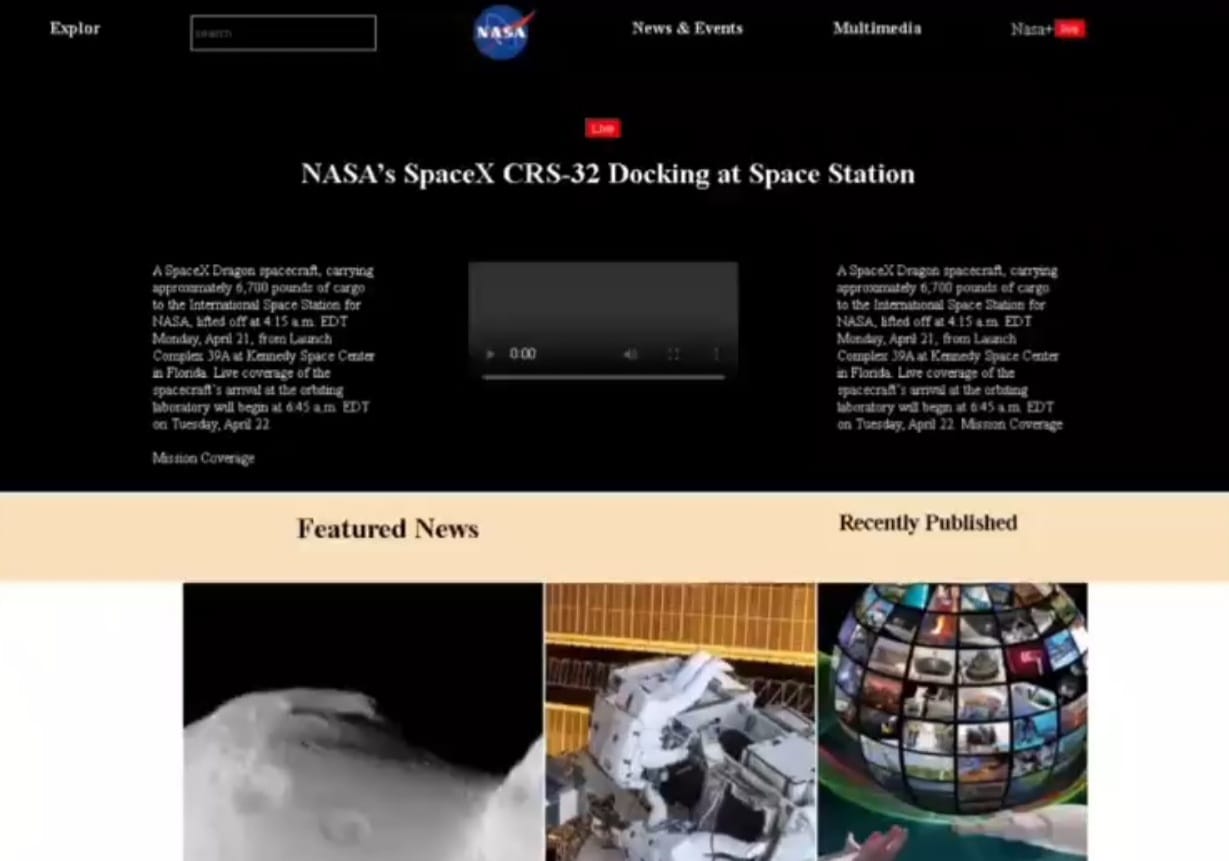 Explor
search
NASA
News & Events
Multimedia
Nasa+ live
Live
NASA’s SpaceX CRS-32 Docking at Space Station
A SpaceX Dragon spacecraft, carrying
approximately 6,700 pounds of cargo
to the International Space Station for
NASA, lifted off at 4:15 a.m. EDT
Monday, April 21, from Launch
Complex 39A at Kennedy Space Center
in Florida. Live coverage of the
spacecraft’s arrival at the orbiting
laboratory will begin at 6:45 a.m. EDT
on Tuesday, April 22.
Mission Coverage
0:00
A SpaceX Dragon spacecraft, carrying
approximately 6,700 pounds of cargo
to the International Space Station for
NASA, lifted off at 4:15 a.m. EDT
Monday, April 21, from Launch
Complex 39A at Kennedy Space Center
in Florida. Live coverage of the
spacecraft’s arrival at the orbiting
laboratory will begin at 6:45 a.m. EDT
on Tuesday, April 22. Mission Coverage
Featured News
Recently Published